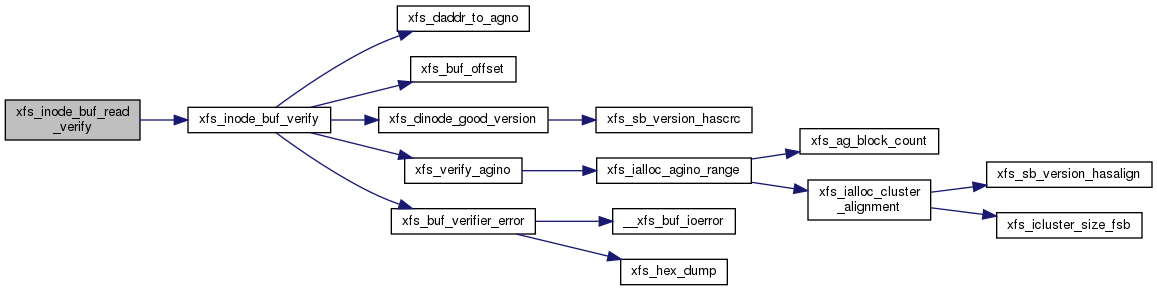 xfs_inode_buf_read
_verify
xfs_inode_buf_verify
xfs_daddr_to_agno
xfs_buf_offset
xfs_dinode_good_version
xfs_sb_version_hascrc
xfs_verify_agino
xfs_ialloc_agino_range
xfs_ag_block_count
xfs_ialloc_cluster
_alignment
xfs_sb_version_hasalign
xfs_icluster_size_fsb
xfs_buf_verifier_error
__xfs_buf_ioerror
xfs_hex_dump